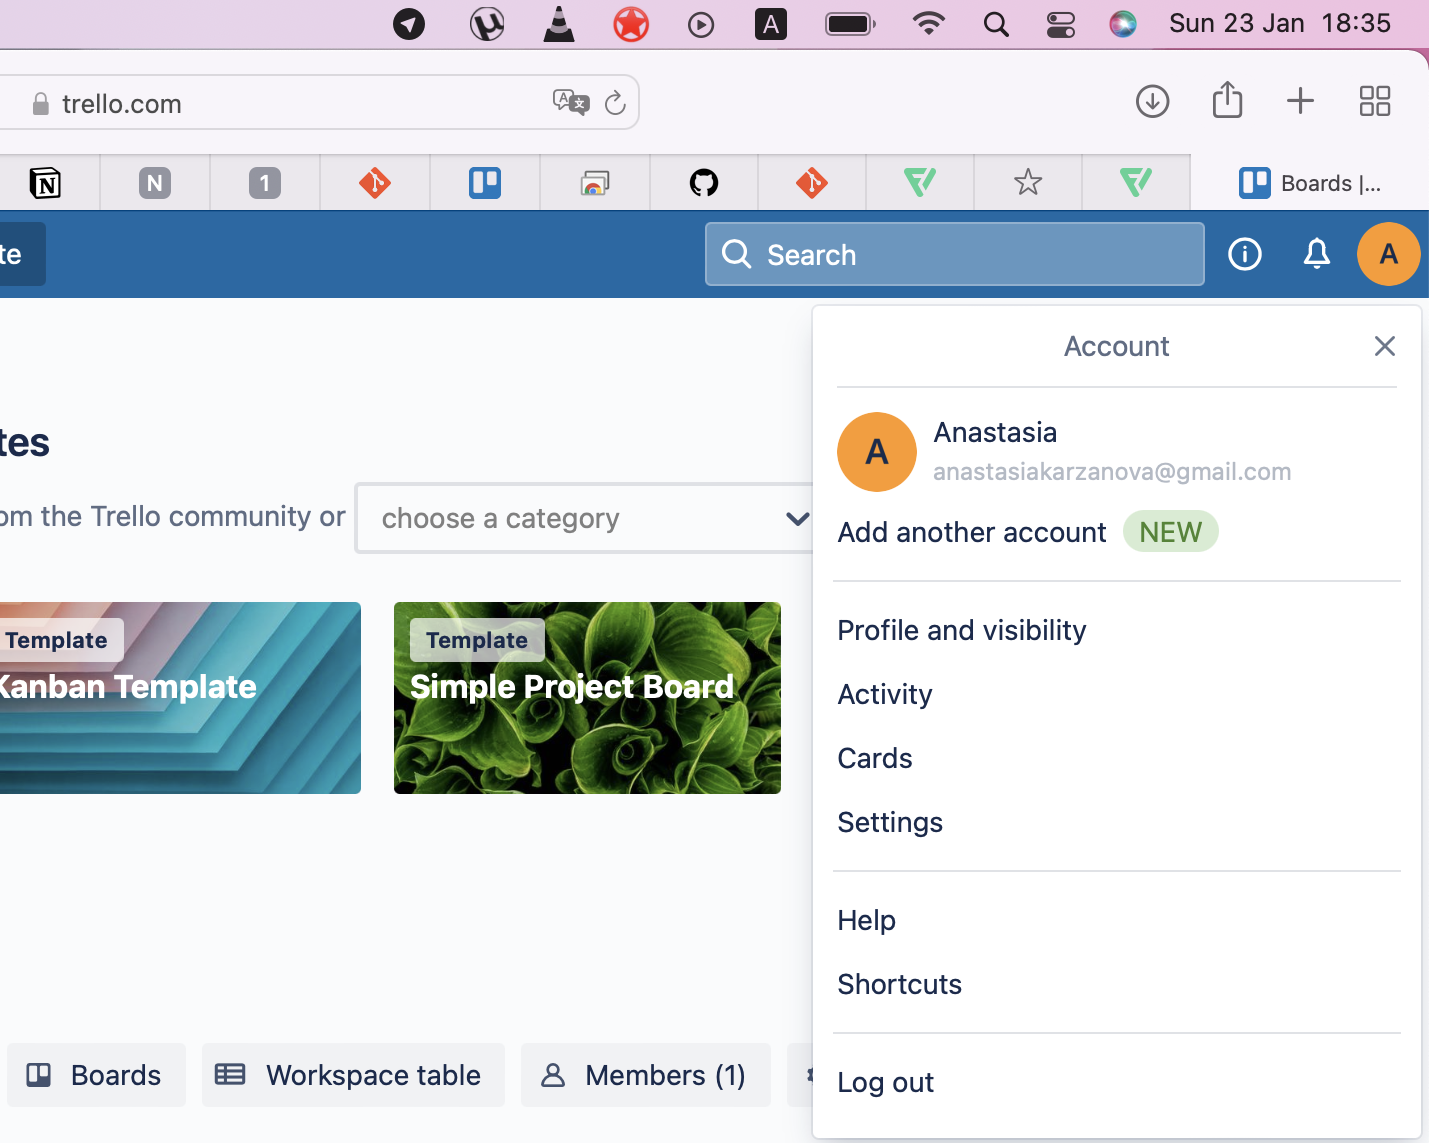 A
Sun 23 Jan 18:35
trello.com
N
N
1
Boards |...
te
Search
A
Account
tes
A
Anastasia
anastasiakarzanova@gmail.com
om the Trello community or
choose a category
Add another account NEW
Template
Kanban Template
Template
Simple Project Board
Profile and visibility
Activity
Cards
Settings
Help
Shortcuts
Boards
Workspace table
Members (1)
Log out